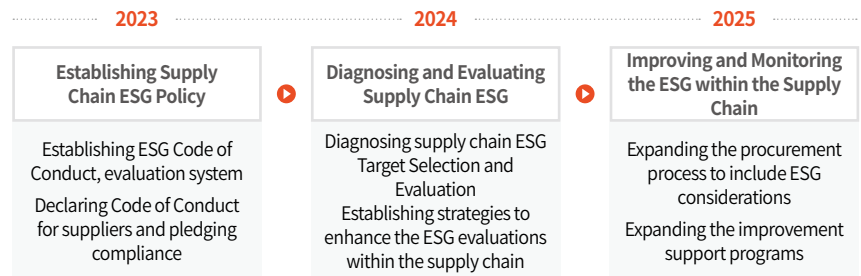 2023
Establishing Supply
Chain ESG Policy
Establishing ESG Code of
Conduct, evaluation system
Declaring Code of Conduct
for suppliers and pledging
compliance
2024
Diagnosing and Evaluating
Supply Chain ESG
Diagnosing supply chain ESG
Target Selection and
Evaluation
Establishing strategies to
enhance the ESG evaluations
within the supply chain
2025
Improving and Monitoring
the ESG within the Supply
Chain
Expanding the procurement
process to include ESG
considerations
Expanding the improvement
support programs